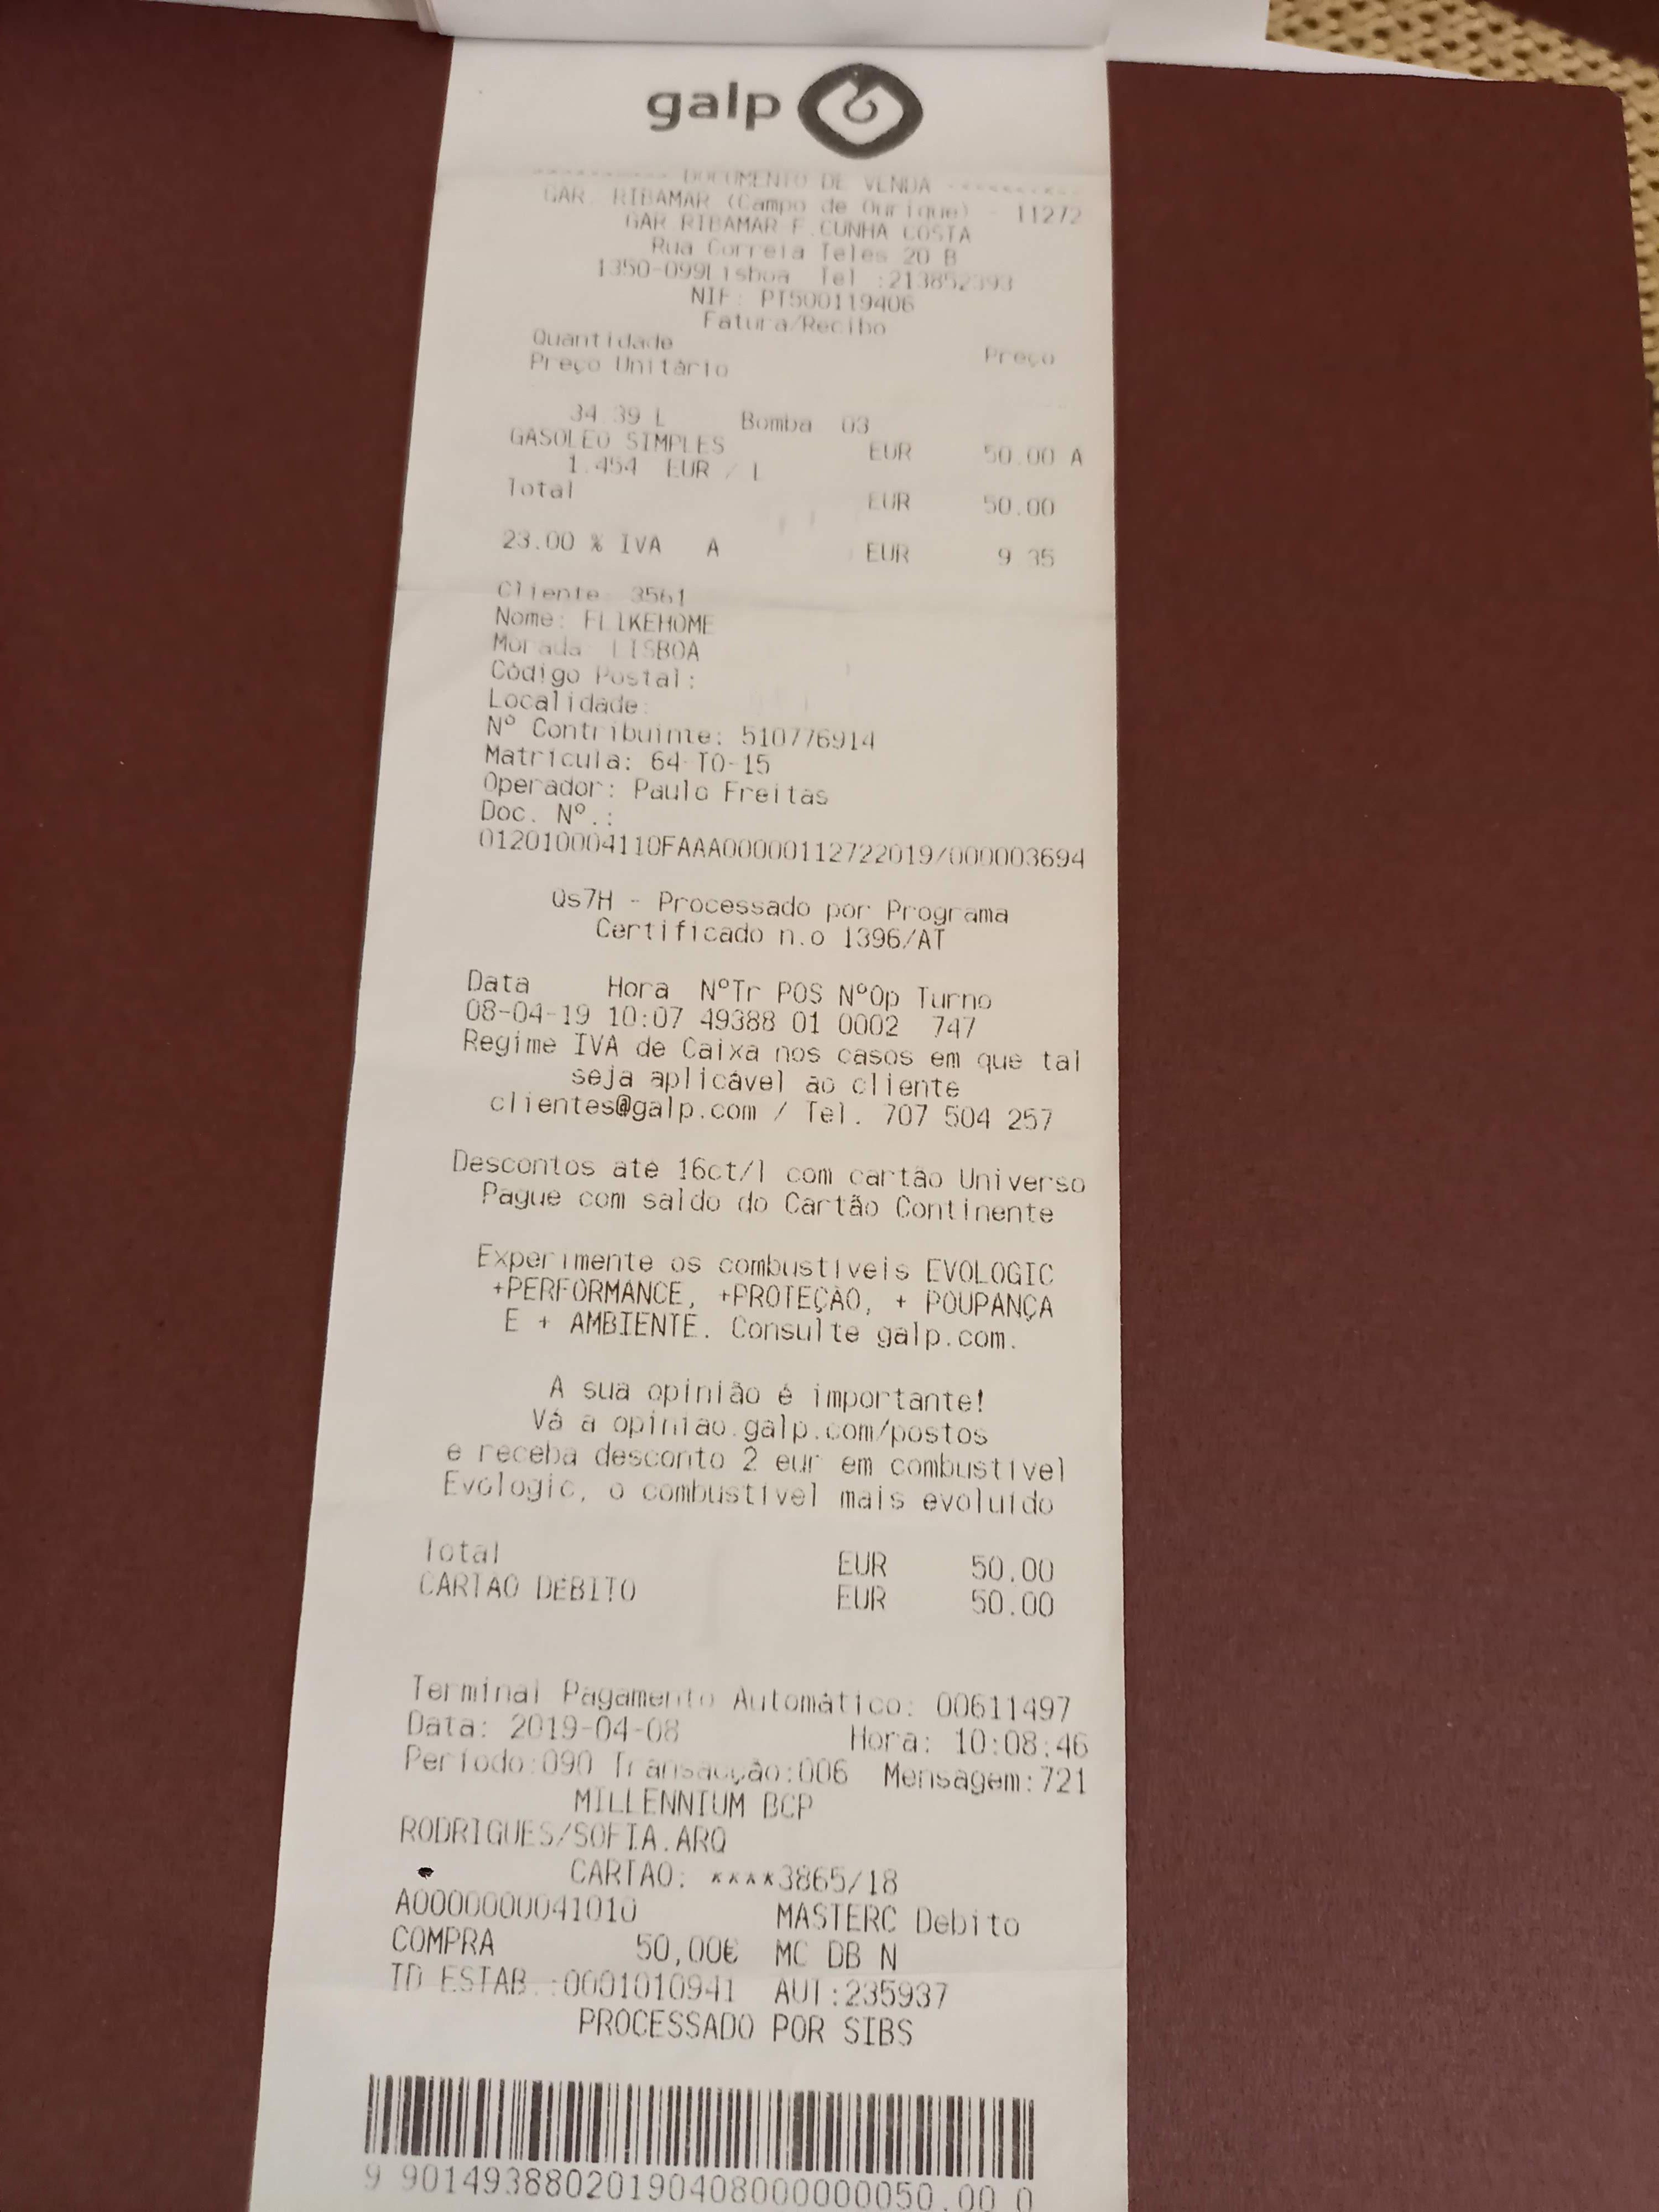 galp
DOCUMENTO DE VENDA
GAR. RIBAMAR (Campo de Ourique) - 11272
GAR RIBAMAR F.CUNHA COSTA
Rua Correia Teles 20 B
1350-099Lisboa Tel :213852393
NIF: PT500119406
Fatura/Recibo
Quantidade
Preço Unitário Preço
34.39 L Bomba 03
GASOLEO SIMPLES EUR 50.00 A
1.454 EUR / L
Total EUR 50.00
23.00 % IVA A EUR 9.35
Cliente: 3561
Nome: FLIKEHOME
Morada: LISBOA
Código Postal:
Localidade:
Nº Contribuinte: 510776914
Matrícula: 64-TO-15
Operador: Paulo Freitas
Doc. Nº.:
012010004110FAAA00000112722019/000003694
Qs7H - Processado por Programa
Certificado n.o 1396/AT
Data Hora NºTr POS NºOp Turno
08-04-19 10:07 49388 01 0002 747
Regime IVA de Caixa nos casos em que tal
seja aplicável ao cliente
clientes@galp.com / Tel. 707 504 257
Descontos até 16ct/l com cartão Universo
Pague com saldo do Cartão Continente
Experimente os combustíveis EVOLOGIC
+PERFORMANCE, +PROTEÇÃO, + POUPANÇA
E + AMBIENTE. Consulte galp.com.
A sua opinião é importante!
Vá a opiniao.galp.com/postos
e receba desconto 2 eur em combustível
Evologic, o combustível mais evoluído
Total EUR 50.00
CARTAO DEBITO EUR 50.00
Terminal Pagamento Automático: 00611497
Data: 2019-04-08 Hora: 10:08:46
Período:090 Transacção:006 Mensagem:721
MILLENNIUM BCP
RODRIGUES/SOFIA.ARQ
CARTAO: ****3865/18
A0000000041010 MASTERC Debito
COMPRA 50,00€ MC DB N
ID ESTAB.:0001010941 AUT:235937
PROCESSADO POR SIBS
9 90149388020190408000000050.00 0